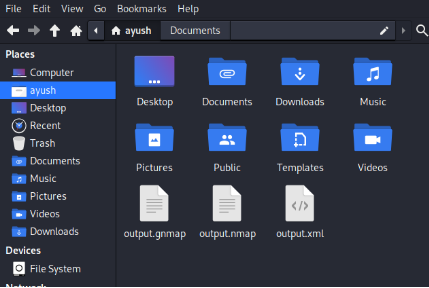 File Edit View Go Bookmarks Help
ayush Documents
Places
Computer
ayush
Desktop
Recent
Trash
Documents
Music
Pictures
Videos
Downloads
Devices
File System
Desktop Documents Downloads Music
Pictures Public Templates Videos
output.gnmap output.nmap output.xml